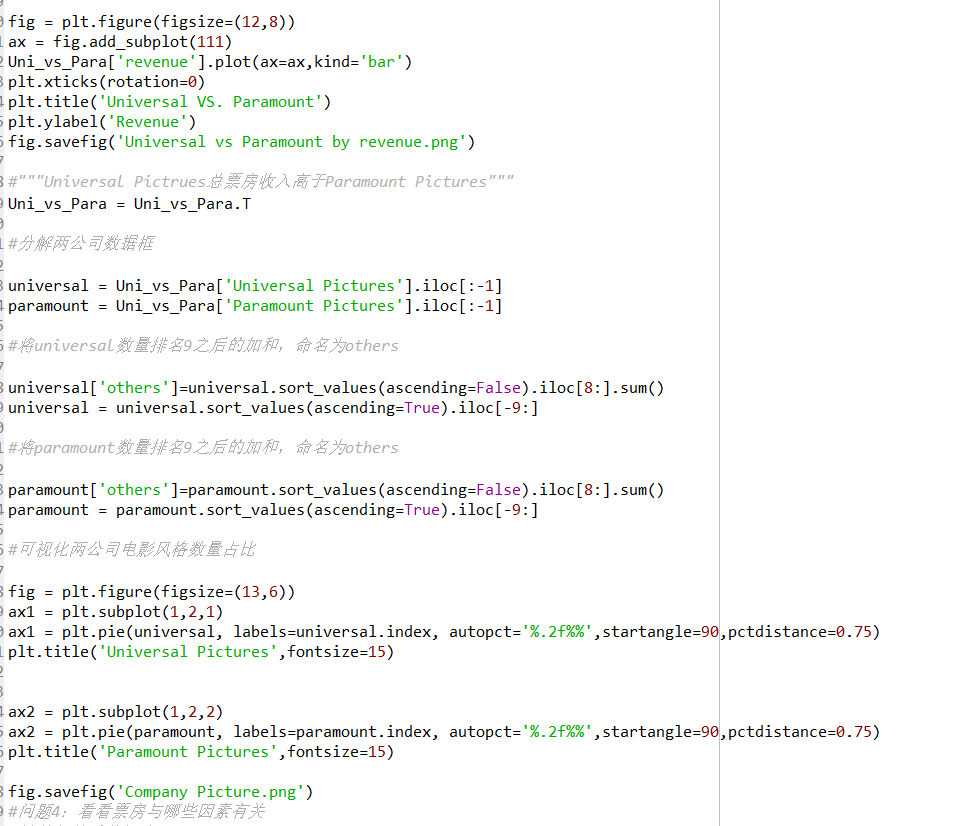 fig = plt.figure(figsize=(12,8))
ax = fig.add_subplot(111)
Uni_vs_Para['revenue'].plot(ax=ax,kind='bar')
plt.xticks(rotation=0)
plt.title('Universal VS. Paramount')
plt.ylabel('Revenue')
fig.savefig('Universal vs Paramount by revenue.png')
#"""Universal Pictrues总票房收入高于Paramount Pictures"""
Uni_vs_Para = Uni_vs_Para.T
#分解两公司数据框
universal = Uni_vs_Para['Universal Pictures'].iloc[:-1]
paramount = Uni_vs_Para['Paramount Pictures'].iloc[:-1]
#将universal数量排名9之后的加和，命名为others
universal['others']=universal.sort_values(ascending=False).iloc[8:].sum()
universal = universal.sort_values(ascending=True).iloc[-9:]
#将paramount数量排名9之后的加和，命名为others
paramount['others']=paramount.sort_values(ascending=False).iloc[8:].sum()
paramount = paramount.sort_values(ascending=True).iloc[-9:]
#可视化两公司电影风格数量占比
fig = plt.figure(figsize=(13,6))
ax1 = plt.subplot(1,2,1)
ax1 = plt.pie(universal, labels=universal.index, autopct='%.2f%%',startangle=90,pctdistance=0.75)
plt.title('Universal Pictures',fontsize=15)
ax2 = plt.subplot(1,2,2)
ax2 = plt.pie(paramount, labels=paramount.index, autopct='%.2f%%',startangle=90,pctdistance=0.75)
plt.title('Paramount Pictures',fontsize=15)
fig.savefig('Company Picture.png')
#问题4：看看票房与哪些因素有关